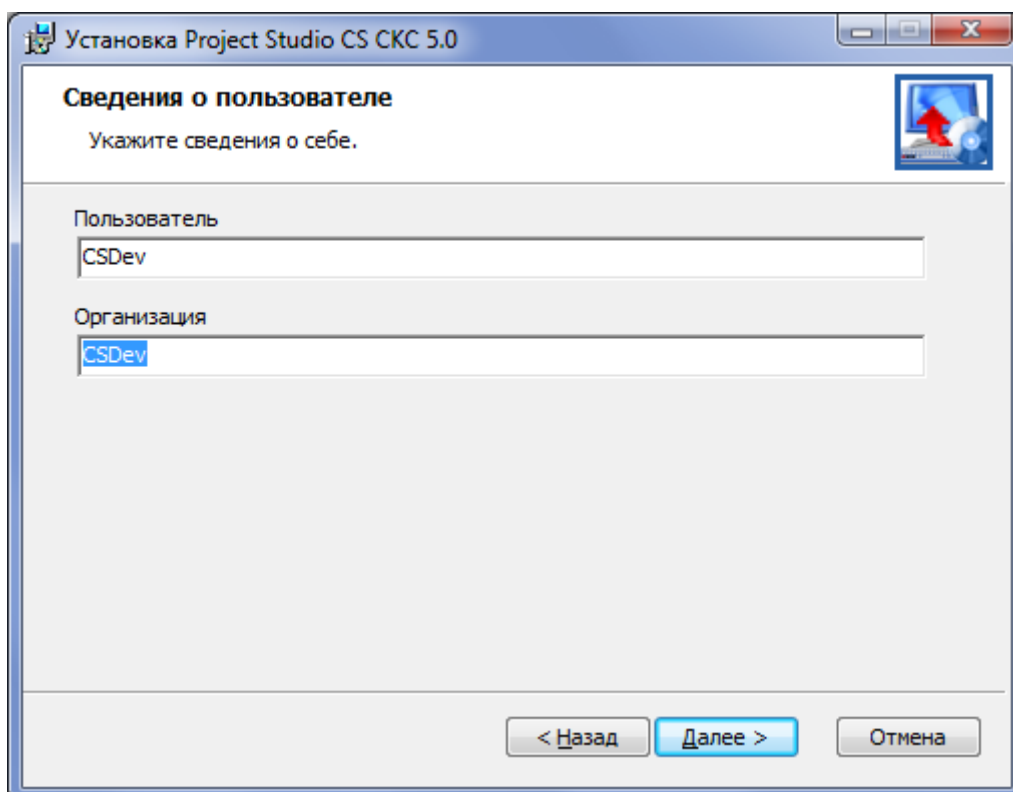 Установка Project Studio CS СКС 5.0
Сведения о пользователе
Укажите сведения о себе.
Пользователь
CSDev
Организация
CSDev
< Назад
Далее >
Отмена